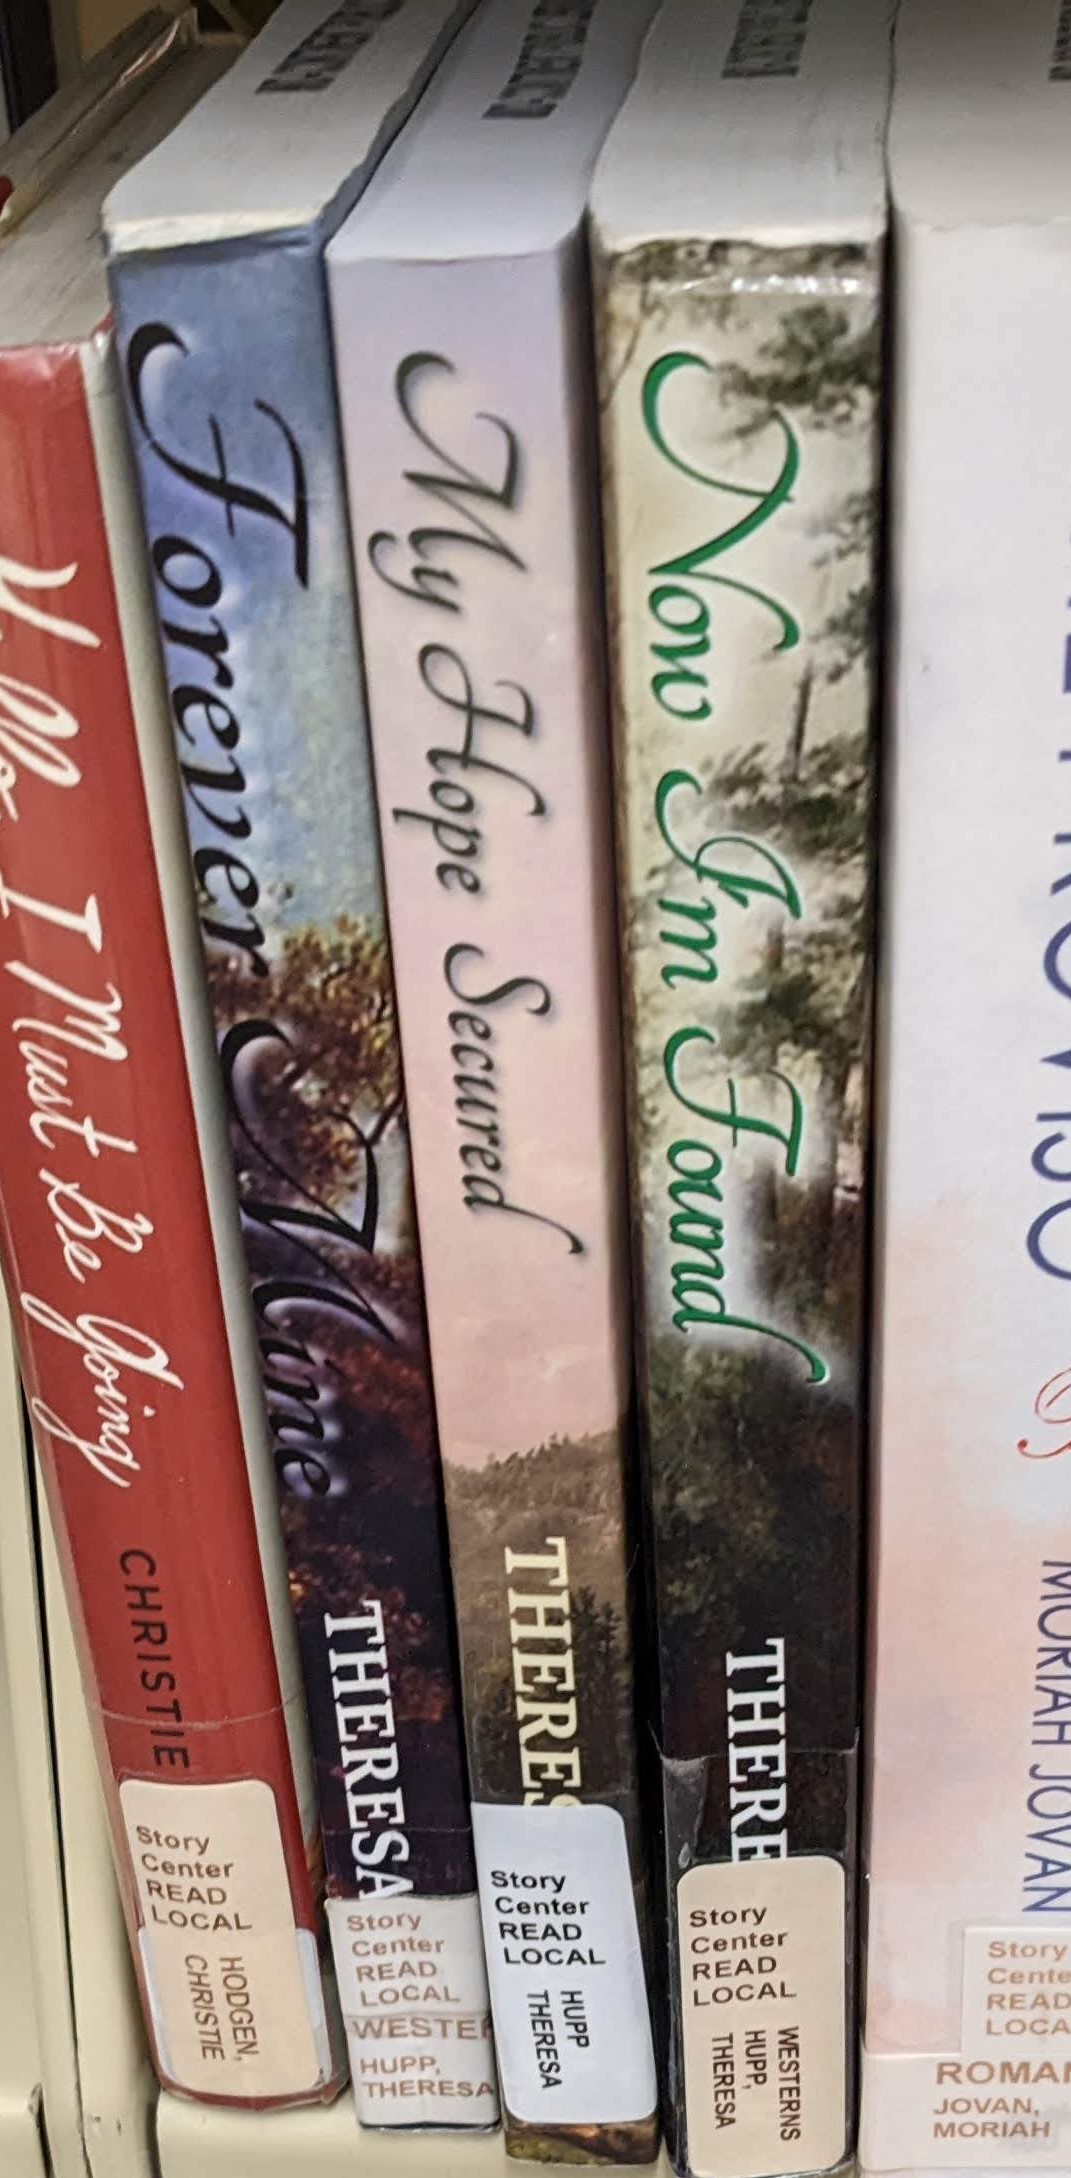 I Must Be Going
CHRISTIE
Story
Center
READ
LOCAL
HODGEN,
CHRISTIE
Forever Mine
THERESA
Story
Center
READ
LOCAL
HUPP,
THERESA
My Hope Secured
Story
Center
READ
LOCAL
HUPP
THERESA
Now I'm Found
Story
Center
READ
LOCAL
WESTERNS
HUPP,
THERESA
MORIAH JOVAN
Story
READ
JOVAN,
MORIAH